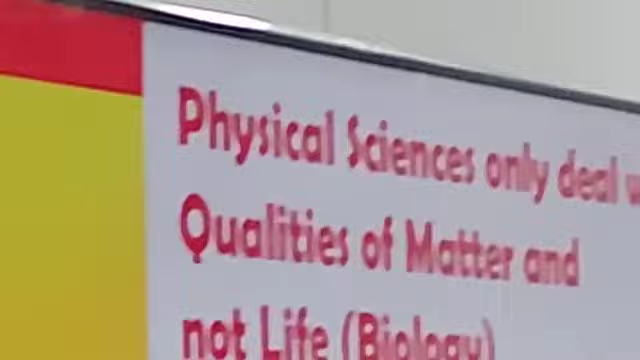 Physical Sciences only deal
Qualities of Matter and
not Life (Biology)